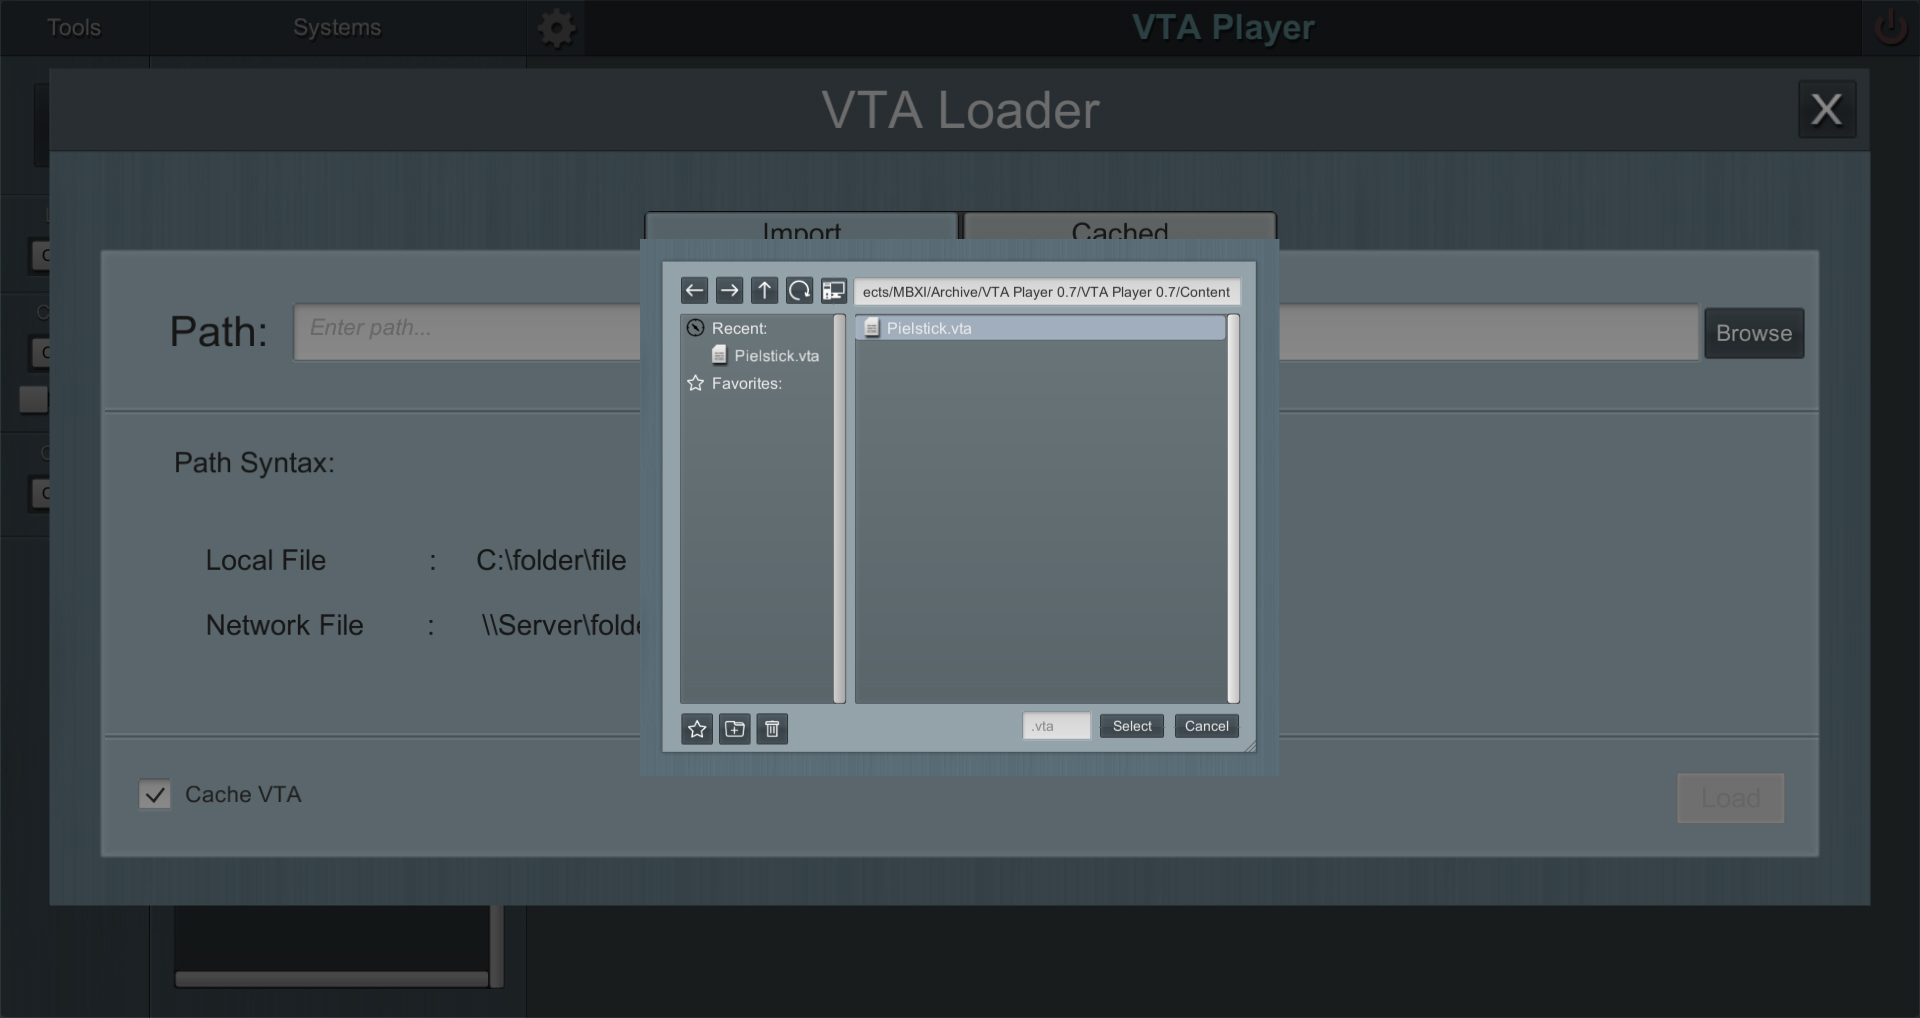 Tools
Systems
VTA Player
VTA Loader
X
Import
Cached
Path:
Enter path...
Browse
ects/MBXI/Archive/VTA Player 0.7/VTA Player 0.7/Content
Recent:
Pielstick.vta
Favorites:
Pielstick.vta
Path Syntax:
Local File : C:\folder\file
Network File : \\Server\folde
.vta
Select
Cancel
Cache VTA
Load